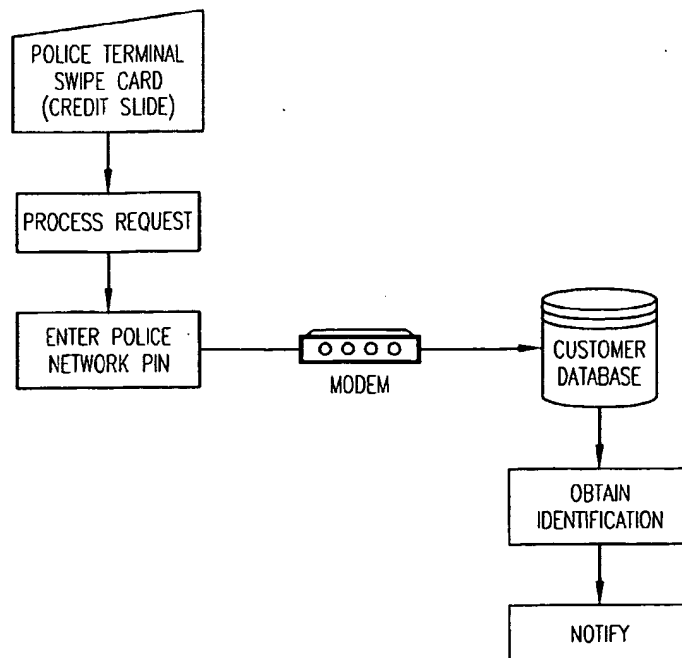 POLICE TERMINAL
SWIPE CARD
(CREDIT SLIDE)
PROCESS REQUEST
ENTER POLICE
NETWORK PIN
MODEM
CUSTOMER
DATABASE
OBTAIN
IDENTIFICATION
NOTIFY